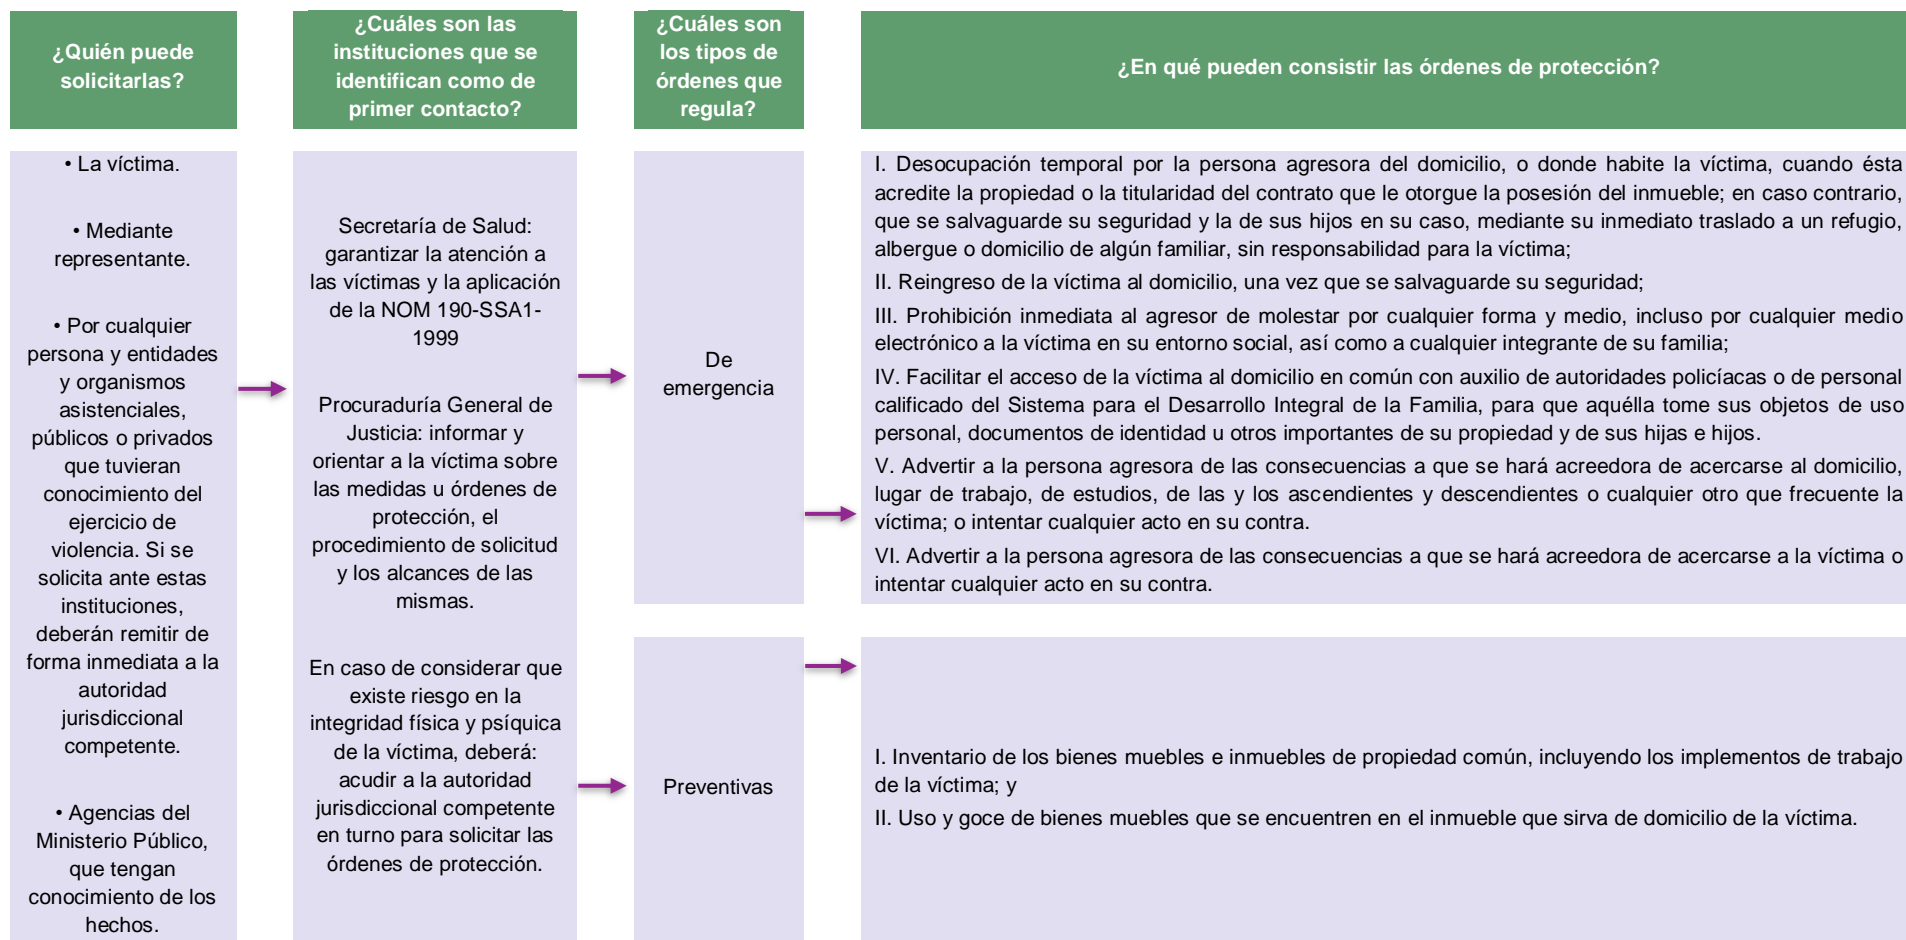 ¿Quién puede
solicitarlas?
¿Cuáles son las
instituciones que se
identifican como de
primer contacto?
¿Cuáles son
los tipos de
órdenes que
regula?
¿En qué pueden consistir las órdenes de protección?
• La víctima.
• Mediante
representante.
• Por cualquier
persona y entidades
y organismos
asistenciales,
públicos o privados
que tuvieran
conocimiento del
ejercicio de
violencia. Si se
solicita ante estas
instituciones,
deberán remitir de
forma inmediata a la
autoridad
jurisdiccional
competente.
• Agencias del
Ministerio Público,
que tengan
conocimiento de los
hechos.
Secretaría de Salud:
garantizar la atención a
las víctimas y la aplicación
de la NOM 190-SSA1-
1999
Procuraduría General de
Justicia: informar y
orientar a la víctima sobre
las medidas u órdenes de
protección, el
procedimiento de solicitud
y los alcances de las
mismas.
En caso de considerar que
existe riesgo en la
integridad física y psíquica
de la víctima, deberá:
acudir a la autoridad
jurisdiccional competente
en turno para solicitar las
órdenes de protección.
De
emergencia
I. Desocupación temporal por la persona agresora del domicilio, o donde habite la víctima, cuando ésta
acredite la propiedad o la titularidad del contrato que le otorgue la posesión del inmueble; en caso contrario,
que se salvaguarde su seguridad y la de sus hijos en su caso, mediante su inmediato traslado a un refugio,
albergue o domicilio de algún familiar, sin responsabilidad para la víctima;
II. Reingreso de la víctima al domicilio, una vez que se salvaguarde su seguridad;
III. Prohibición inmediata al agresor de molestar por cualquier forma y medio, incluso por cualquier medio
electrónico a la víctima en su entorno social, así como a cualquier integrante de su familia;
IV. Facilitar el acceso de la víctima al domicilio en común con auxilio de autoridades policíacas o de personal
calificado del Sistema para el Desarrollo Integral de la Familia, para que aquélla tome sus objetos de uso
personal, documentos de identidad u otros importantes de su propiedad y de sus hijas e hijos.
V. Advertir a la persona agresora de las consecuencias a que se hará acreedora de acercarse al domicilio,
lugar de trabajo, de estudios, de las y los ascendientes y descendientes o cualquier otro que frecuente la
víctima; o intentar cualquier acto en su contra.
VI. Advertir a la persona agresora de las consecuencias a que se hará acreedora de acercarse a la víctima o
intentar cualquier acto en su contra.
Preventivas
I. Inventario de los bienes muebles e inmuebles de propiedad común, incluyendo los implementos de trabajo
de la víctima; y
II. Uso y goce de bienes muebles que se encuentren en el inmueble que sirva de domicilio de la víctima.